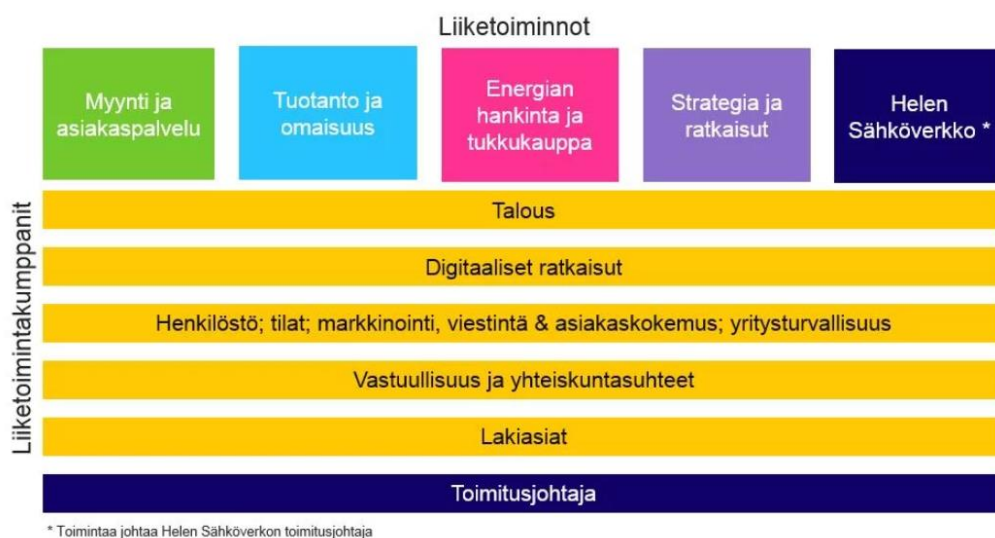 Liiketoiminnot
Myynti ja
asiakaspalvelu
Tuotanto ja
omaisuus
Energian
hankinta ja
tukkukauppa
Strategia ja
ratkaisut
Helen
Sähköverkko *
Liiketoimintakumppanit
Talous
Digitaaliset ratkaisut
Henkilöstö; tilat; markkinointi, viestintä & asiakaskokemus; yritysturvallisuus
Vastuullisuus ja yhteiskuntasuhteet
Lakiasiat
Toimitusjohtaja
* Toimintaa johtaa Helen Sähköverkon toimitusjohtaja